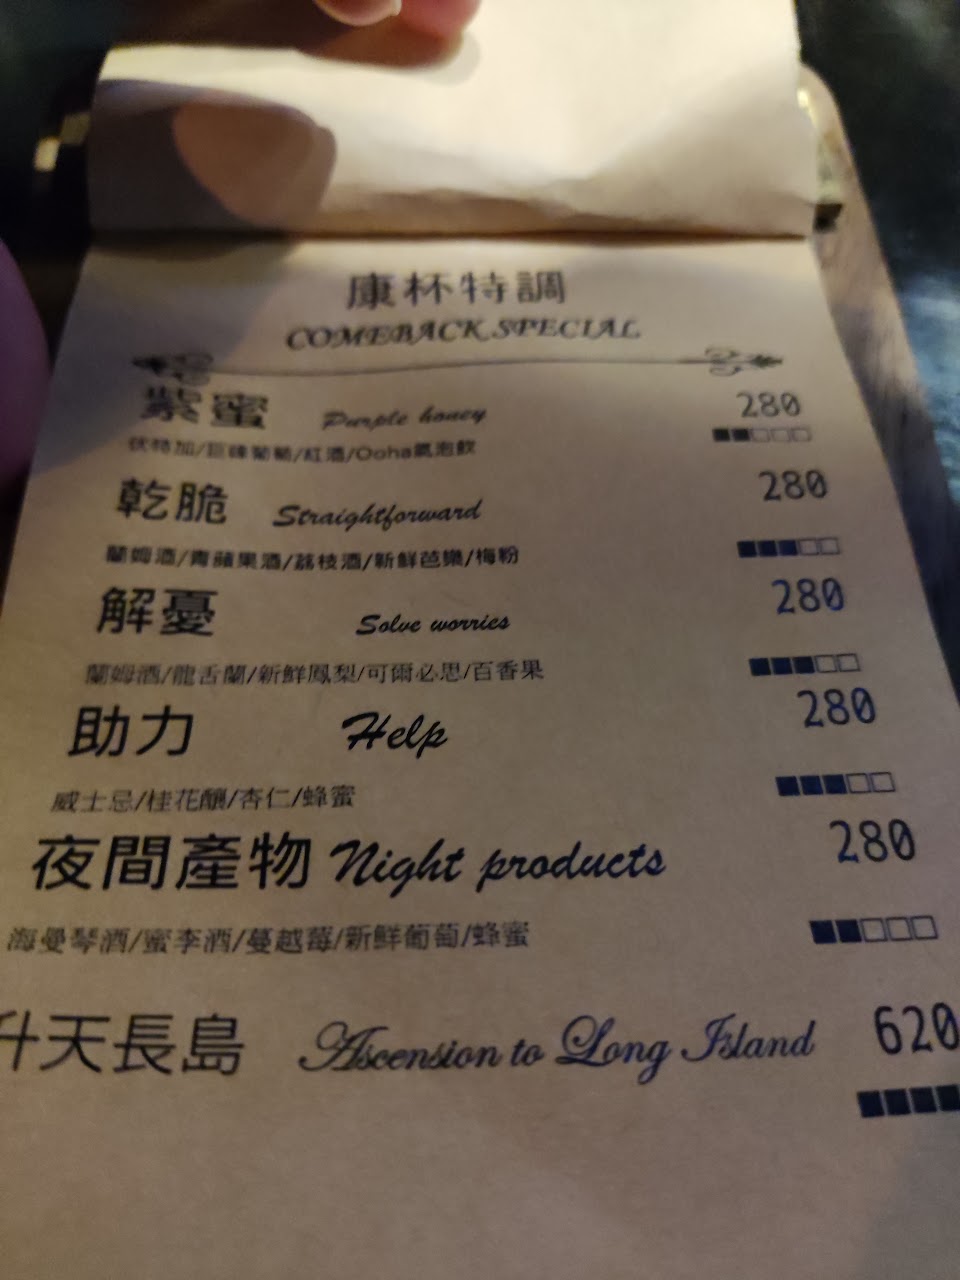 康杯特調
COMEBACK SPECIAL
紫蜜 Purple honey 280
伏特加/巨峰葡萄/紅酒/Ooha氣泡飲 ■■□□□
乾脆 Straightforward 280
蘭姆酒/青蘋果酒/荔枝酒/新鮮芭樂/梅粉 ■■■□□
解憂 Solve worries 280
蘭姆酒/龍舌蘭/新鮮鳳梨/可爾必思/百香果 ■■■□□
助力 Help 280
威士忌/桂花釀/杏仁/蜂蜜 ■■■□□
夜間產物 Night products 280
海曼琴酒/蜜李酒/蔓越莓/新鮮葡萄/蜂蜜 ■■□□□
升天長島 Ascension to Long Island 620
■■■■